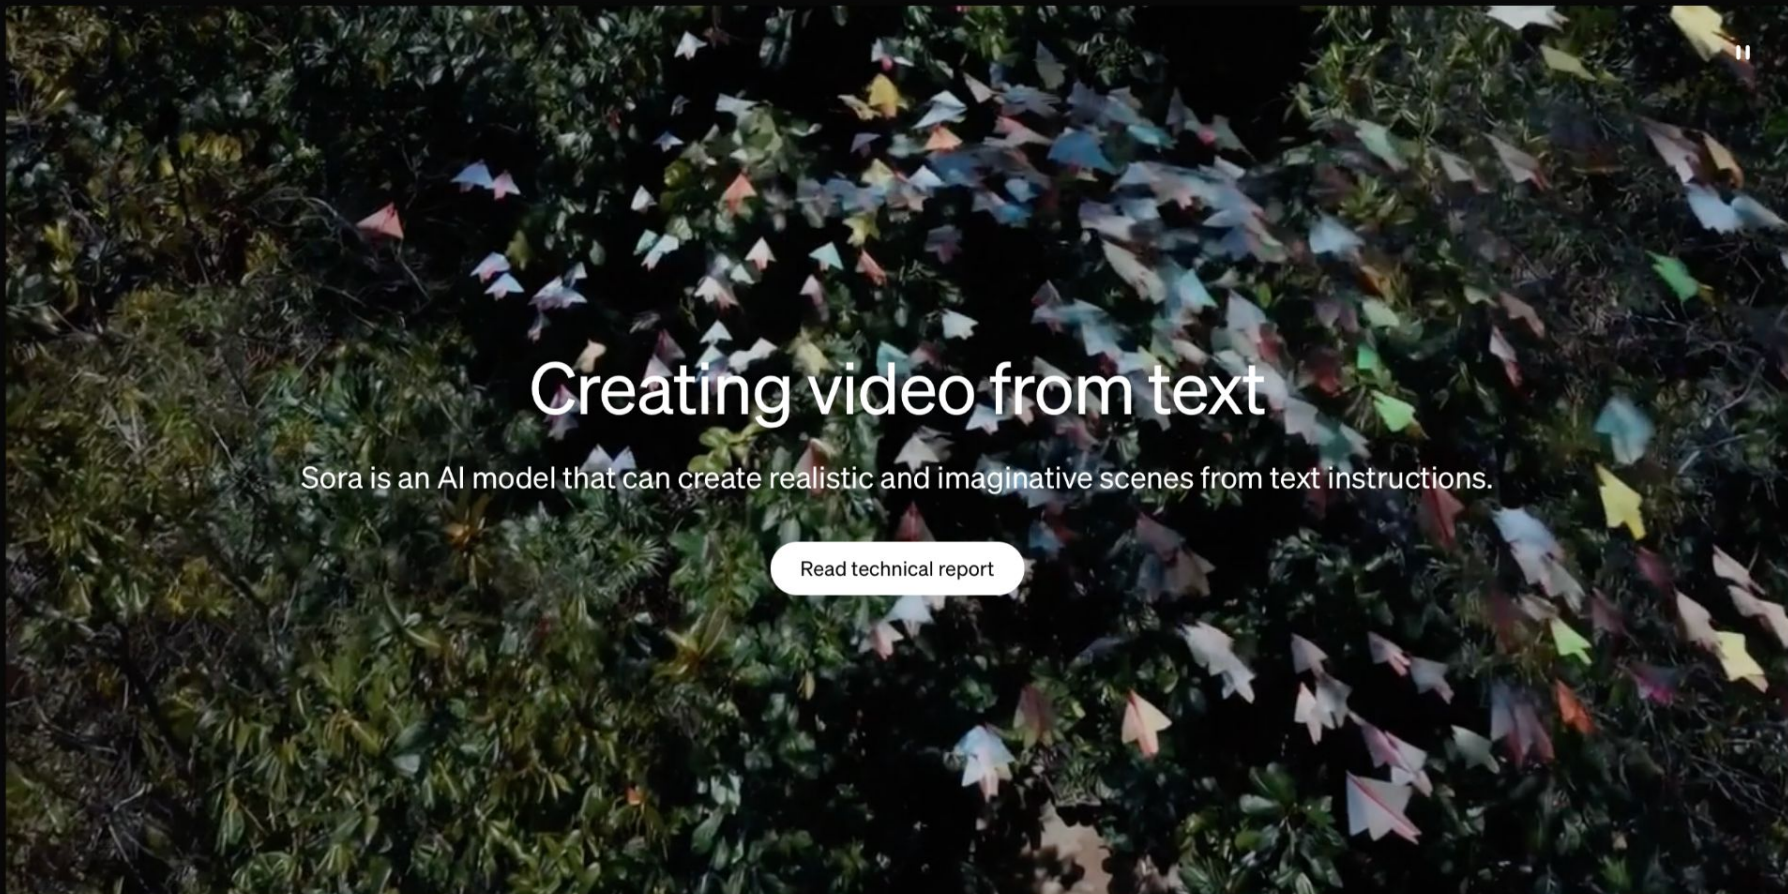 Creating video from text
Sora is an AI model that can create realistic and imaginative scenes from text instructions.
Read technical report